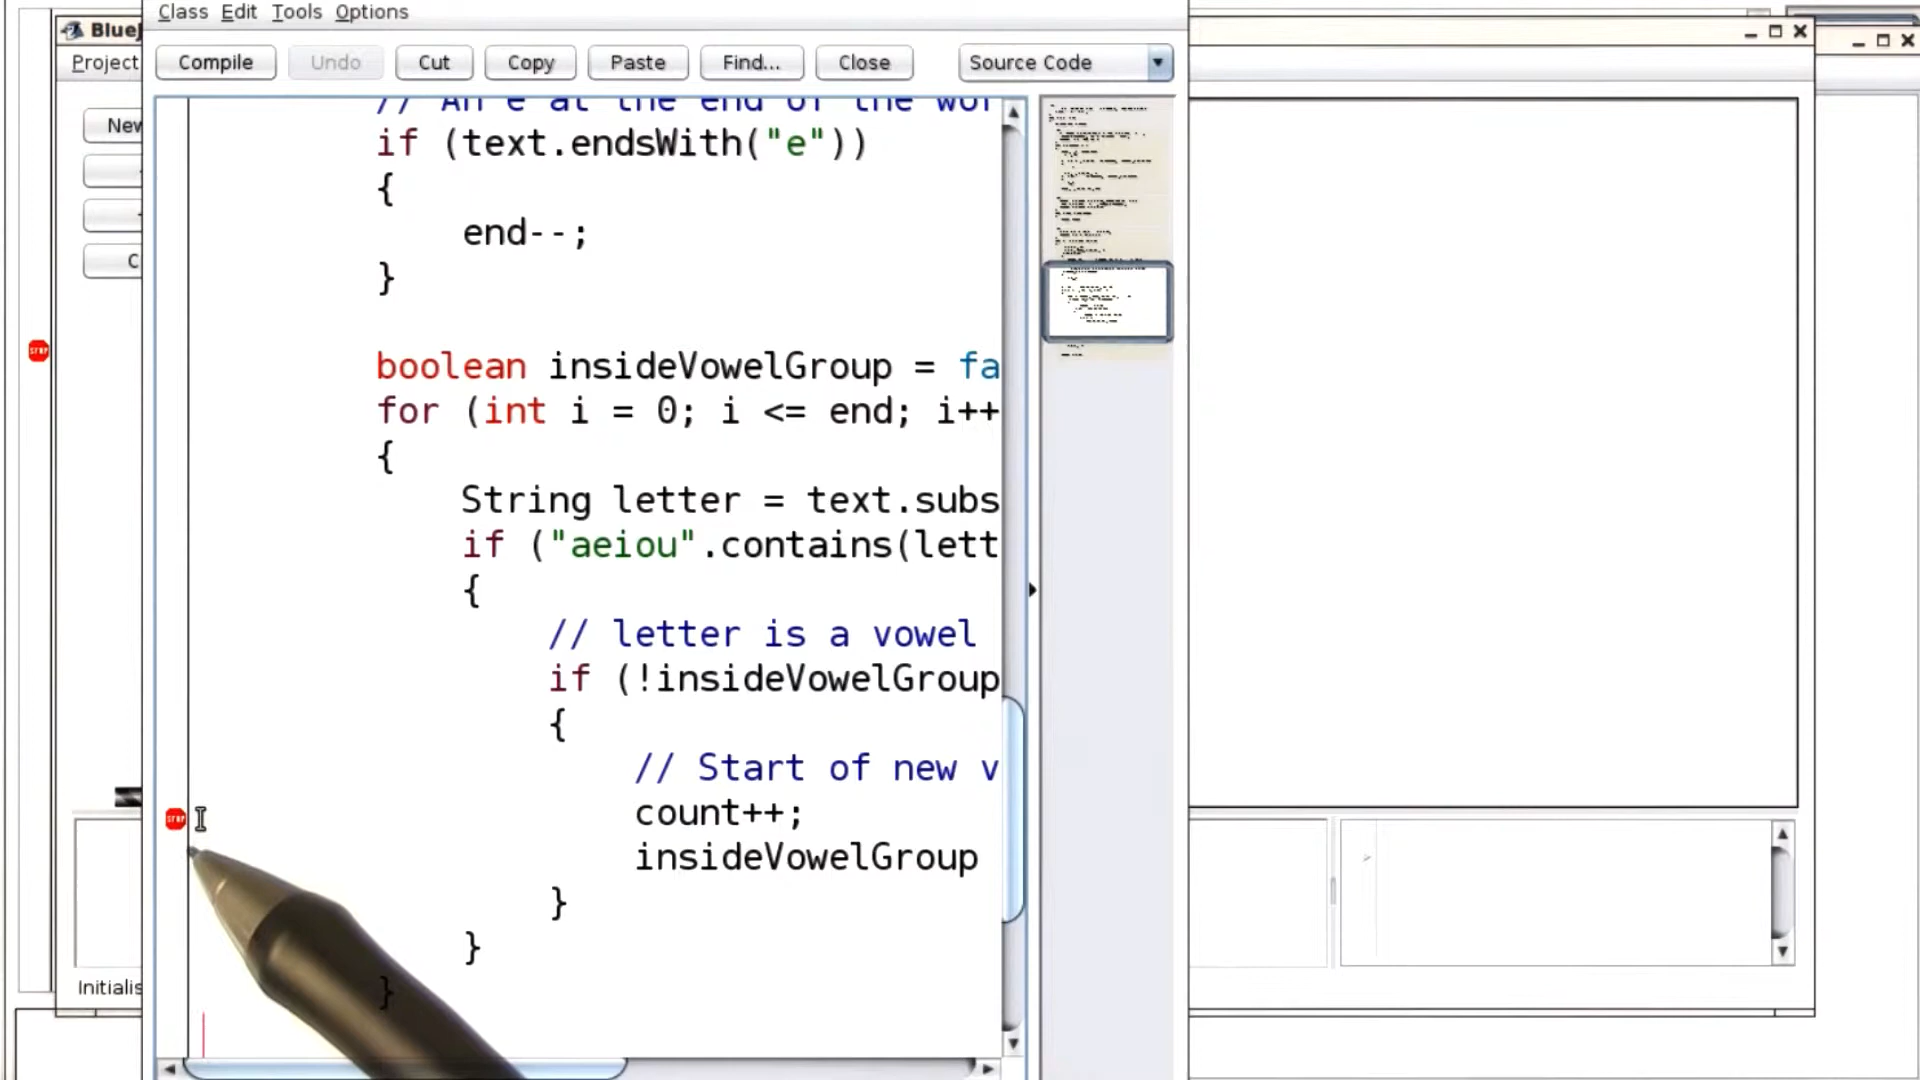 Class Edit Tools Options
BlueJ
Compile Undo Cut Copy Paste Find... Close Source Code
Project
New
// An e at the end of the wor
if (text.endsWith("e"))
{
end--;
}
boolean insideVowelGroup = fa
for (int i = 0; i <= end; i++
{
String letter = text.subs
if ("aeiou".contains(lett
{
// letter is a vowel
if (!insideVowelGroup
{
// Start of new v
STOP
count++;
insideVowelGroup
}
}
}
C
STOP
Initialis